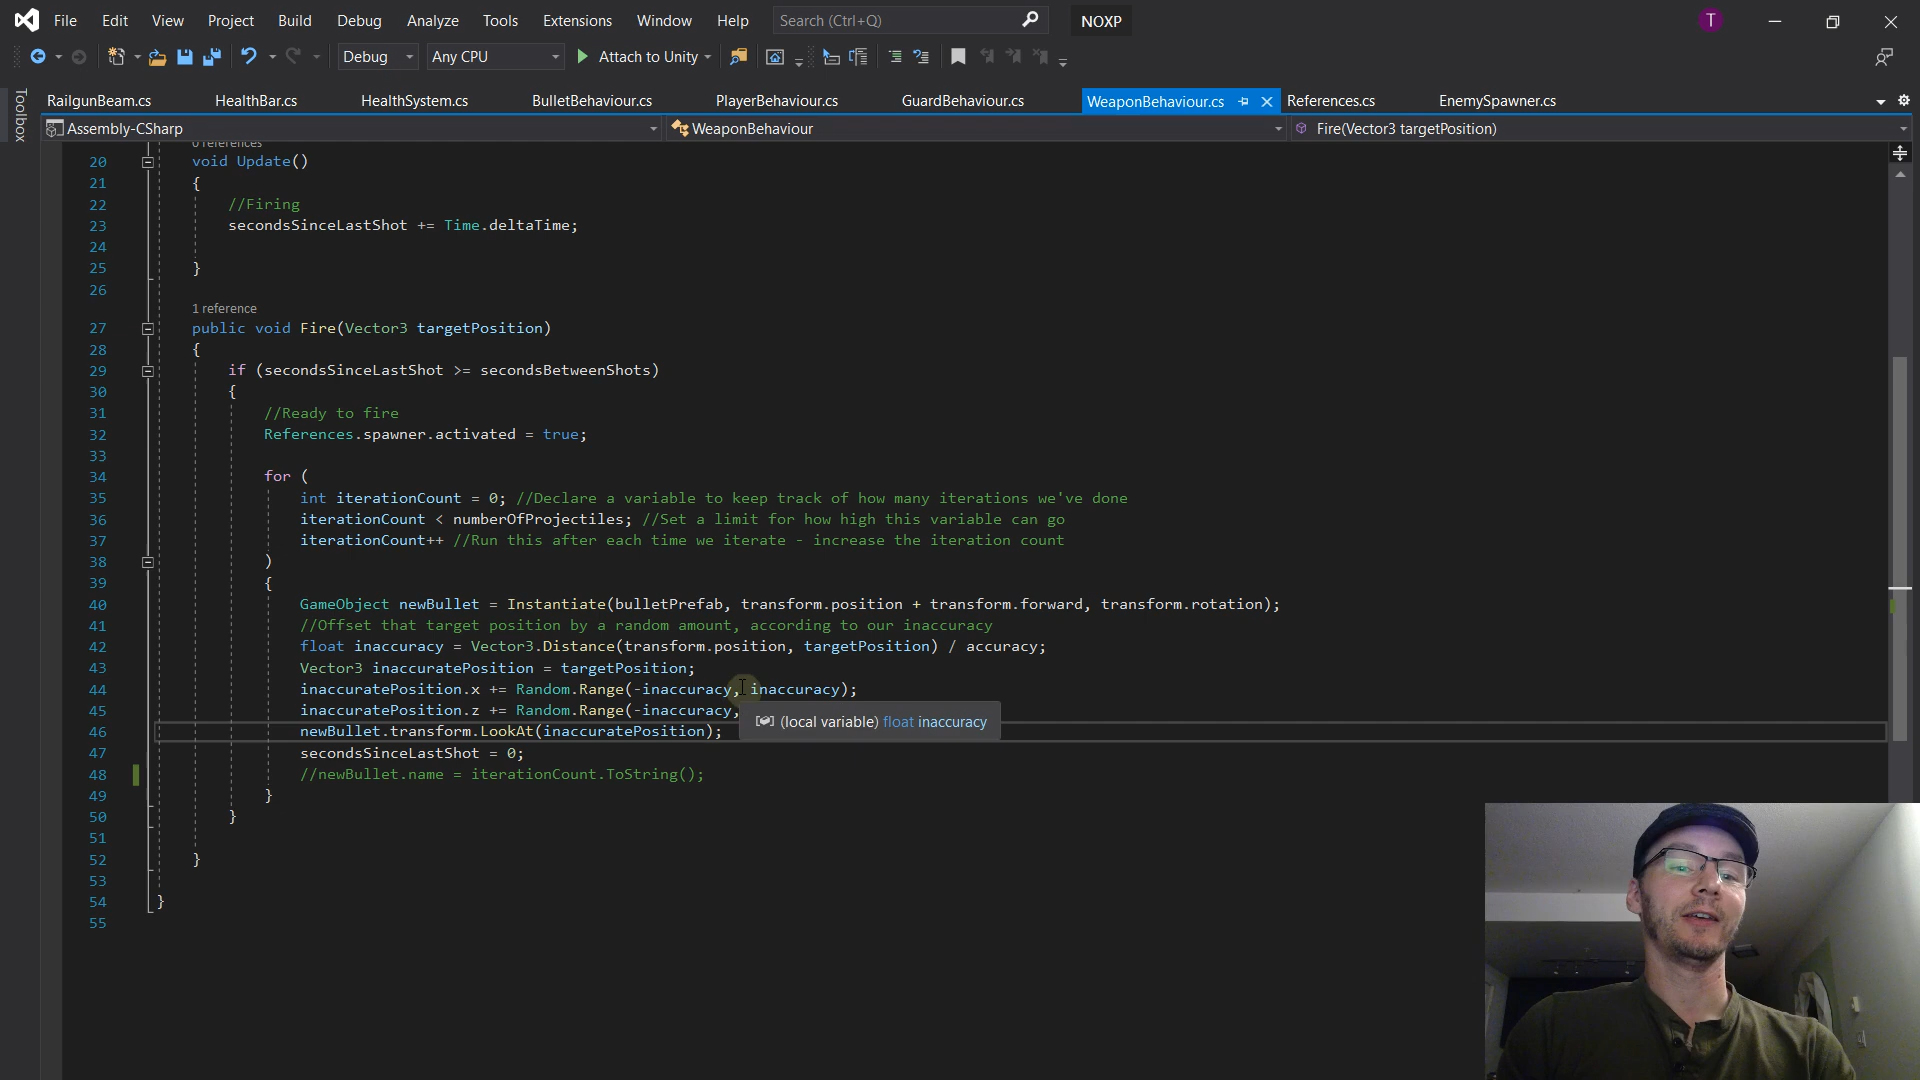 File Edit View Project Build Debug Analyze Tools Extensions Window Help Search (Ctrl+Q) NOXP T
Debug Any CPU Attach to Unity
Toolbox
RailgunBeam.cs HealthBar.cs HealthSystem.cs BulletBehaviour.cs PlayerBehaviour.cs GuardBehaviour.cs WeaponBehaviour.cs References.cs EnemySpawner.cs
Assembly-CSharp WeaponBehaviour Fire(Vector3 targetPosition)
0 references
20 void Update()
21 {
22 //Firing
23 secondsSinceLastShot += Time.deltaTime;
24
25 }
26
1 reference
27 public void Fire(Vector3 targetPosition)
28 {
29 if (secondsSinceLastShot >= secondsBetweenShots)
30 {
31 //Ready to fire
32 References.spawner.activated = true;
33
34 for (
35 int iterationCount = 0; //Declare a variable to keep track of how many iterations we've done
36 iterationCount < numberOfProjectiles; //Set a limit for how high this variable can go
37 iterationCount++ //Run this after each time we iterate - increase the iteration count
38 )
39 {
40 GameObject newBullet = Instantiate(bulletPrefab, transform.position + transform.forward, transform.rotation);
41 //Offset that target position by a random amount, according to our inaccuracy
42 float inaccuracy = Vector3.Distance(transform.position, targetPosition) / accuracy;
43 Vector3 inaccuratePosition = targetPosition;
44 inaccuratePosition.x += Random.Range(-inaccuracy, inaccuracy);
45 inaccuratePosition.z += Random.Range(-inaccuracy,
(local variable) float inaccuracy
46 newBullet.transform.LookAt(inaccuratePosition);
47 secondsSinceLastShot = 0;
48 //newBullet.name = iterationCount.ToString();
49 }
50 }
51
52 }
53
54 }
55